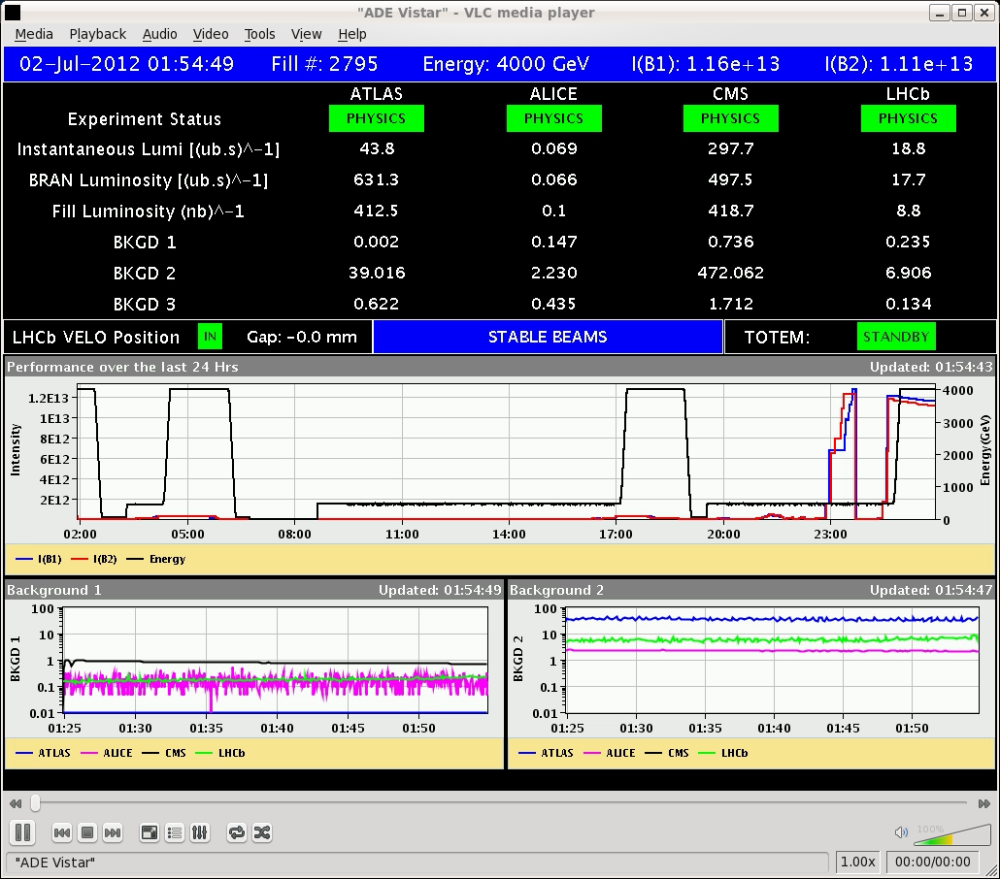 "ADE Vistar" - VLC media player
Media Playback Audio Video Tools View Help
02-Jul-2012 01:54:49 Fill #: 2795 Energy: 4000 GeV I(B1): 1.16e+13 I(B2): 1.11e+13
ATLAS ALICE CMS LHCb
Experiment Status PHYSICS PHYSICS PHYSICS PHYSICS
Instantaneous Lumi [(ub.s)^-1] 43.8 0.069 297.7 18.8
BRAN Luminosity [(ub.s)^-1] 631.3 0.066 497.5 17.7
Fill Luminosity (nb)^-1 412.5 0.1 418.7 8.8
BKGD 1 0.002 0.147 0.736 0.235
BKGD 2 39.016 2.230 472.062 6.906
BKGD 3 0.622 0.435 1.712 0.134
LHCb VELO Position IN Gap: -0.0 mm STABLE BEAMS TOTEM: STANDBY
Performance over the last 24 Hrs Updated: 01:54:43
Intensity
1.2E13
1E13
8E12
6E12
4E12
2E12
4000
3000
2000
1000
0
Energy(GeV)
02:00 05:00 08:00 11:00 14:00 17:00 20:00 23:00
I(B1) I(B2) Energy
Background 1 Updated: 01:54:49
BKGD 1
100
10
1
0.1
0.01
01:25 01:30 01:35 01:40 01:45 01:50
ATLAS ALICE CMS LHCb
Background 2 Updated: 01:54:47
BKGD 2
100
10
1
0.1
0.01
01:25 01:30 01:35 01:40 01:45 01:50
ATLAS ALICE CMS LHCb
100%
"ADE Vistar" 1.00x 00:00/00:00